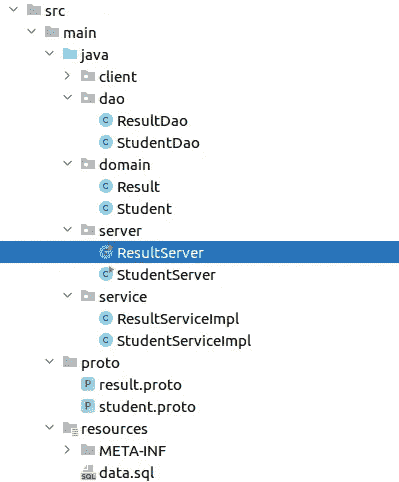 src
main
java
client
dao
ResultDao
StudentDao
domain
Result
Student
server
ResultServer
StudentServer
service
ResultServiceImpl
StudentServiceImpl
proto
result.proto
student.proto
resources
META-INF
data.sql